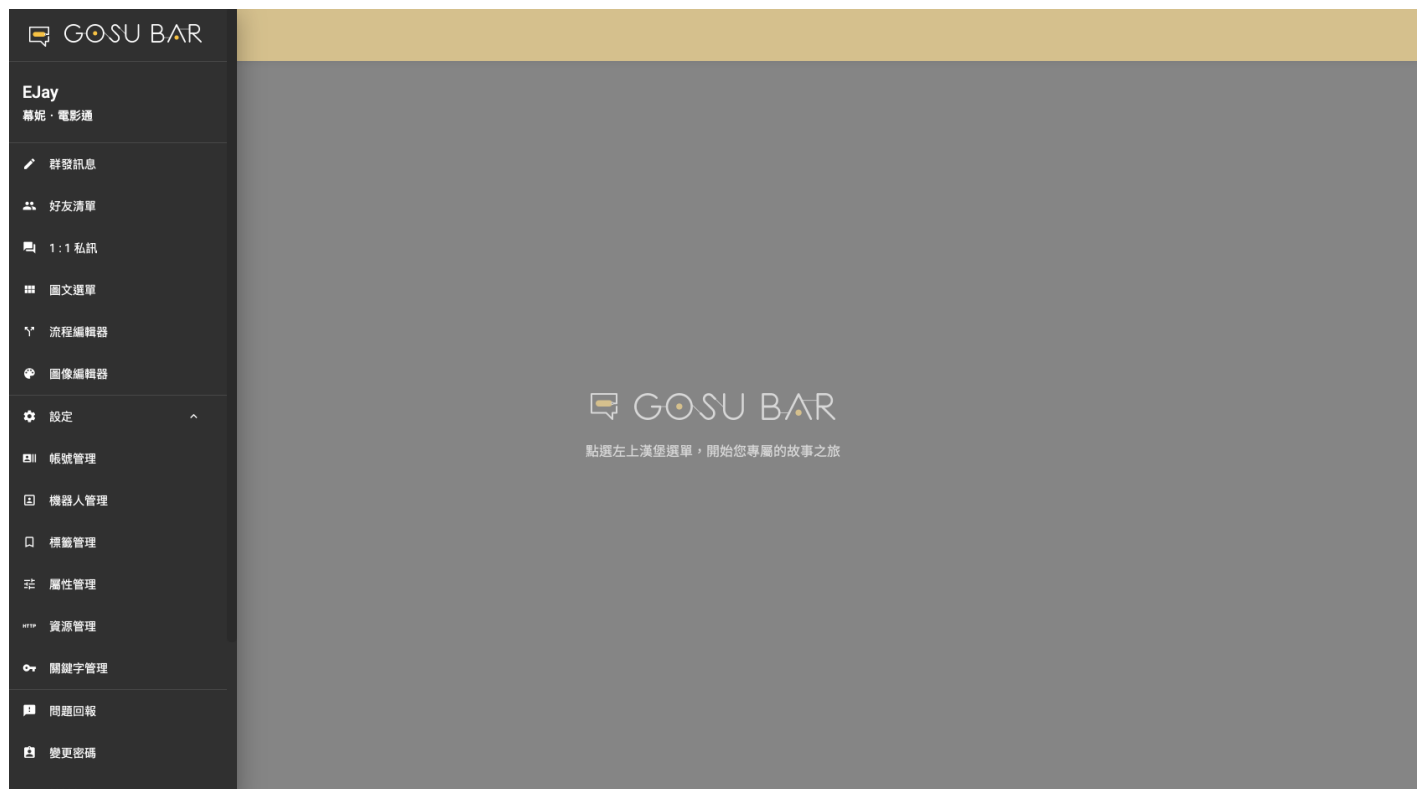 GOSU BAR
EJay
幕妮．電影通
群發訊息
好友清單
1 : 1 私訊
圖文選單
流程編輯器
圖像編輯器
設定
帳號管理
機器人管理
標籤管理
屬性管理
HTTP 資源管理
關鍵字管理
問題回報
變更密碼
GOSU BAR
點選左上漢堡選單，開始您專屬的故事之旅